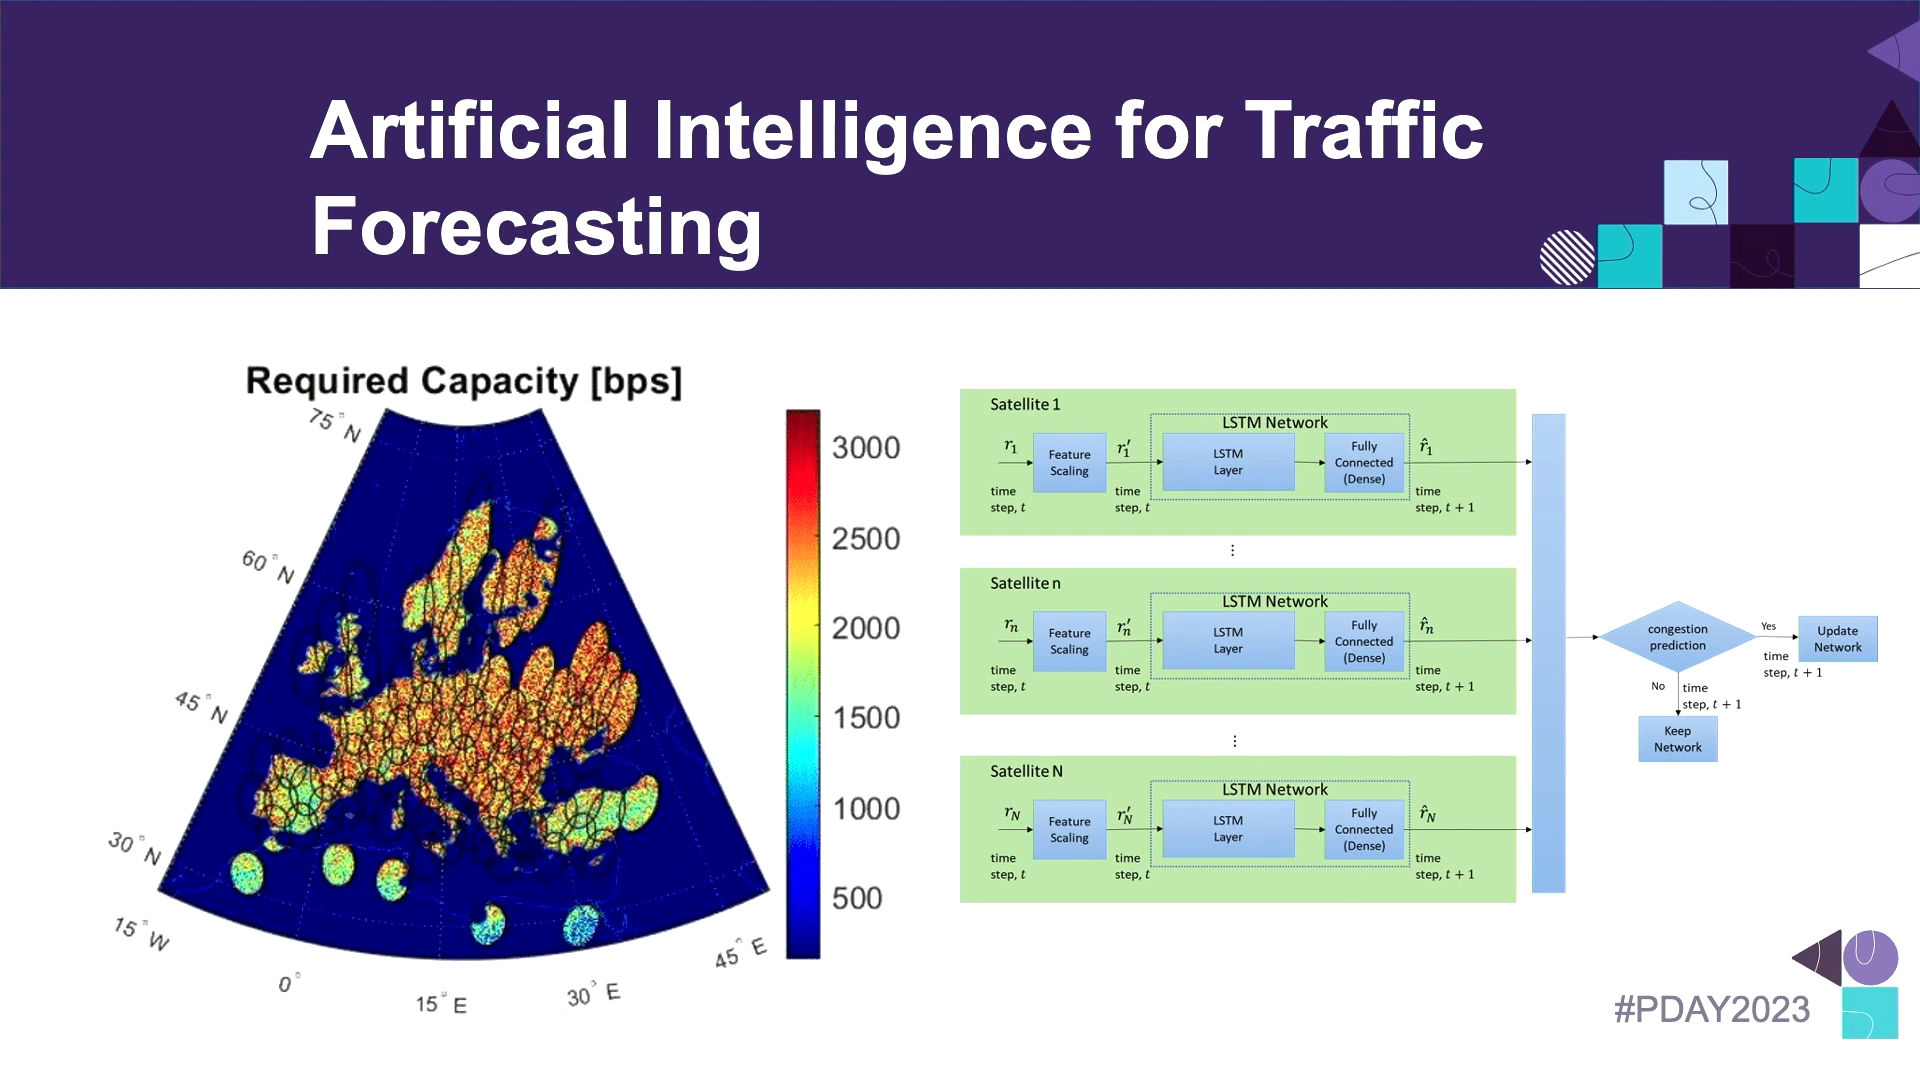 Artificial Intelligence for Traffic
Forecasting
Required Capacity [bps]
75° N
60° N
45° N
30° N
15° W
0°
15° E
30° E
45° E
3000
2500
2000
1500
1000
500
Satellite 1
LSTM Network
r₁
Feature
Scaling
r₁′
LSTM
Layer
Fully
Connected
(Dense)
r̂₁
time
step, t
time
step, t
time
step, t + 1
⋮
Satellite n
LSTM Network
rₙ
Feature
Scaling
rₙ′
LSTM
Layer
Fully
Connected
(Dense)
r̂ₙ
time
step, t
time
step, t
time
step, t + 1
⋮
Satellite N
LSTM Network
r_N
Feature
Scaling
r_N′
LSTM
Layer
Fully
Connected
(Dense)
r̂_N
time
step, t
time
step, t
time
step, t + 1
congestion
prediction
Yes
time
step, t + 1
Update
Network
No
time
step, t + 1
Keep
Network
#PDAY2023